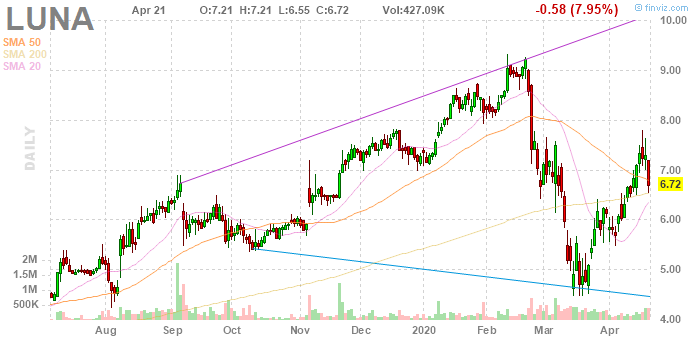 LUNA
Apr 21 O:7.21 H:7.21 L:6.55 C:6.72 Vol:427.09K -0.58 (7.95%)
© finviz.com
SMA 50
SMA 200
SMA 20
DAILY
10.00
9.00
8.00
7.00
6.72
6.00
5.00
4.00
2M
1.5M
1M
500K
Aug Sep Oct Nov Dec 2020 Feb Mar Apr